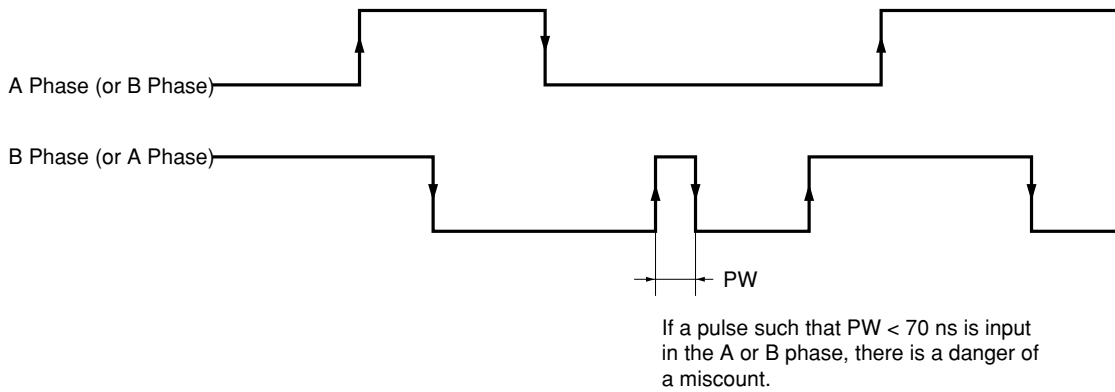 A Phase (or B Phase)
B Phase (or A Phase)
PW
If a pulse such that PW < 70 ns is input
in the A or B phase, there is a danger of
a miscount.